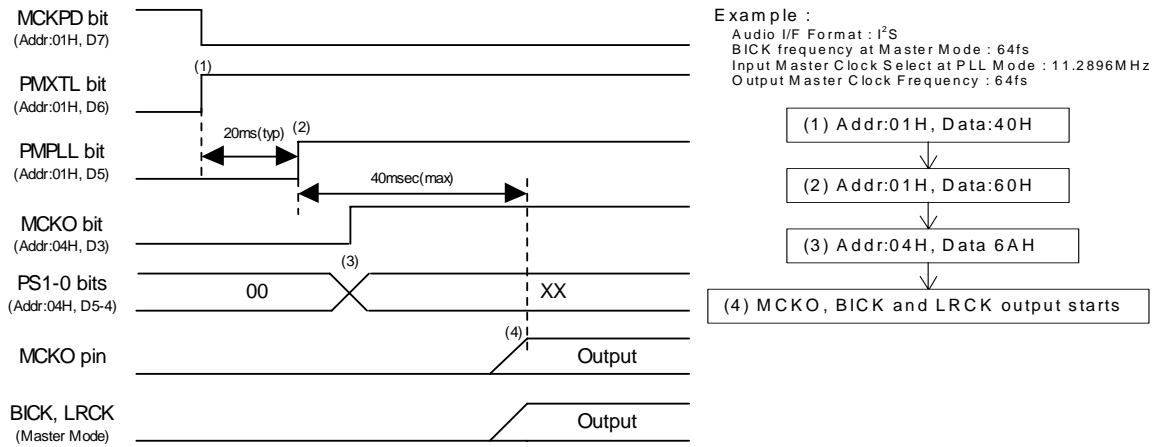 MCKPD bit
(Addr:01H, D7)
(1)
PMXTL bit
(Addr:01H, D6)
20ms(typ) (2)
PMPLL bit
(Addr:01H, D5)
40msec(max)
MCKO bit
(Addr:04H, D3)
(3)
PS1-0 bits
(Addr:04H, D5-4)
00
XX
(4)
MCKO pin
Output
BICK, LRCK
(Master Mode)
Output
Example :
Audio I/F Format : I²S
BICK frequency at Master Mode : 64fs
Input Master Clock Select at PLL Mode : 11.2896MHz
Output Master Clock Frequency : 64fs
(1) Addr:01H, Data:40H
(2) Addr:01H, Data:60H
(3) Addr:04H, Data 6AH
(4) MCKO, BICK and LRCK output starts